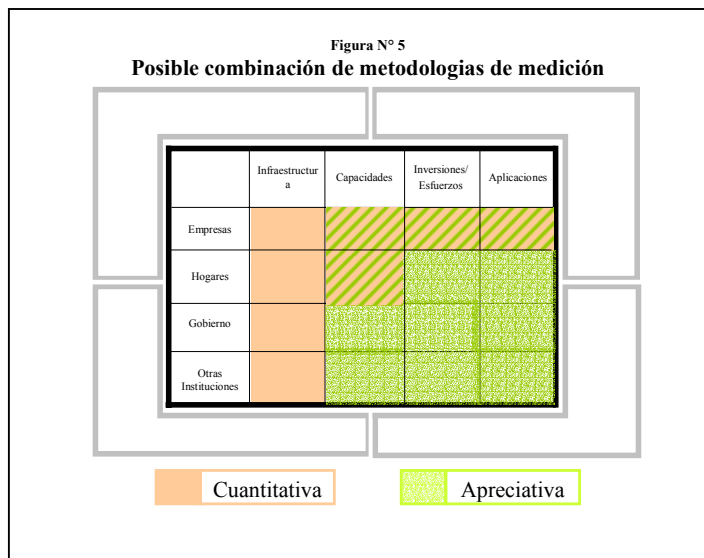 Figura N° 5
Posible combinación de metodologias de medición
Infraestructur
a
Capacidades
Inversiones/
Esfuerzos
Aplicaciones
Empresas
Hogares
Gobierno
Otras
Instituciones
Cuantitativa
Apreciativa